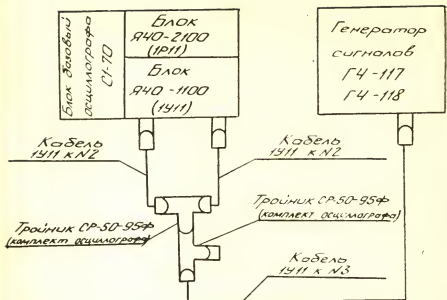 Блок базовый
осциллографа
С1-70
Блок
Я40-2100
(1Р11)
Блок
Я40-1100
(1У11)
Генератор
сигналов
Г4-117
Г4-118
Кабель
1У11 к N2
Кабель
1У11 к N2
Тройник СР-50-95Ф
(комплект осциллографа)
Тройник СР-50-95Ф
(комплект осциллографа)
Кабель
1У11 к N3